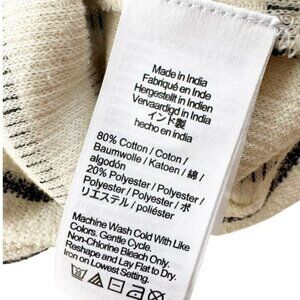 Made in India
Fabriqué en Inde
Hergestellt in Indien
Vervaardigd in India
インド製
hecho en india
80% Cotton / Coton /
Baumwolle / Katoen / 綿 /
algodón
20% Polyester / Polyester /
Polyester / Polyester / ポ
リエステル / poliéster
Machine Wash Cold With Like
Colors. Gentle Cycle.
Non-Chlorine Bleach Only.
Reshape and Lay Flat to Dry.
Iron on Lowest Setting.